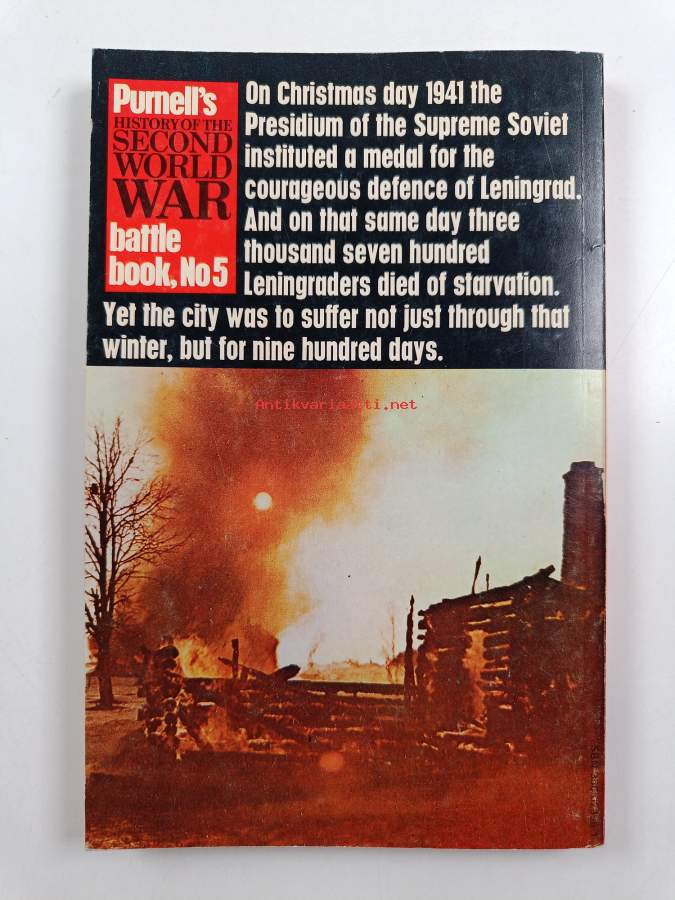 Purnell's
HISTORY OF THE
SECOND
WORLD
WAR
battle
book, No 5
On Christmas day 1941 the
Presidium of the Supreme Soviet
instituted a medal for the
courageous defence of Leningrad.
And on that same day three
thousand seven hundred
Leningraders died of starvation.
Yet the city was to suffer not just through that
winter, but for nine hundred days.
Antikvariaatti.net